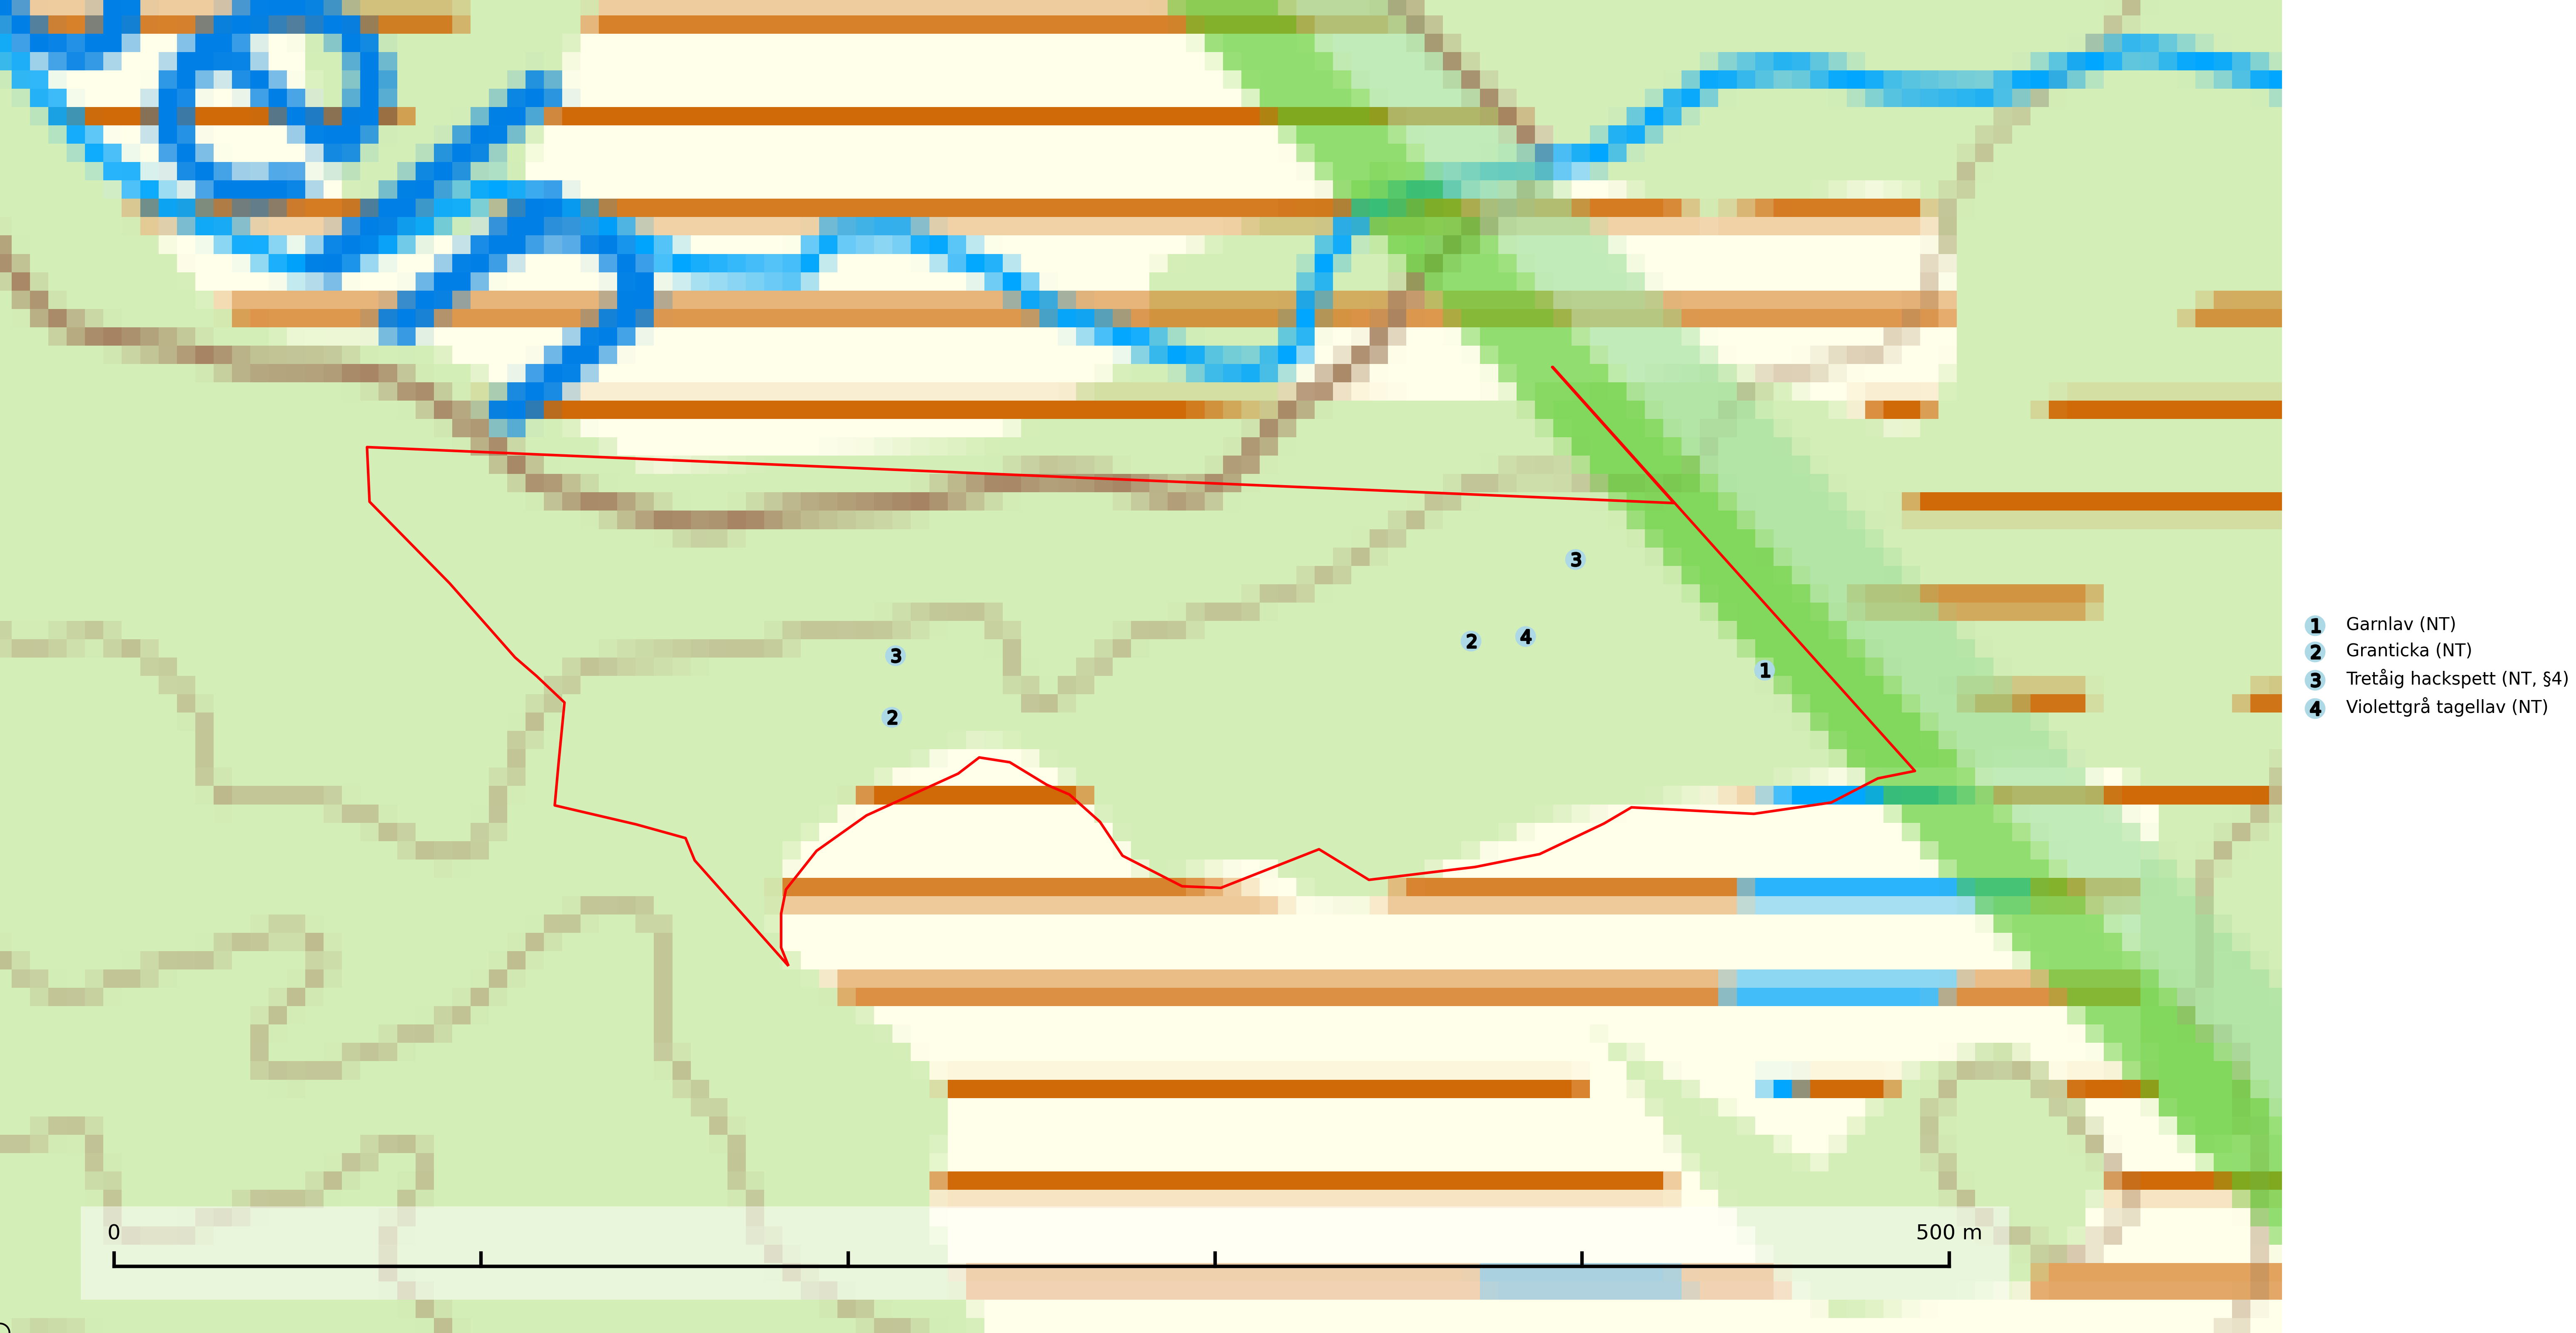 3
2
4
3
1
2
1 Garnlav (NT)
2 Granticka (NT)
3 Tretåig hackspett (NT, §4)
4 Violettgrå tagellav (NT)
0 500 m